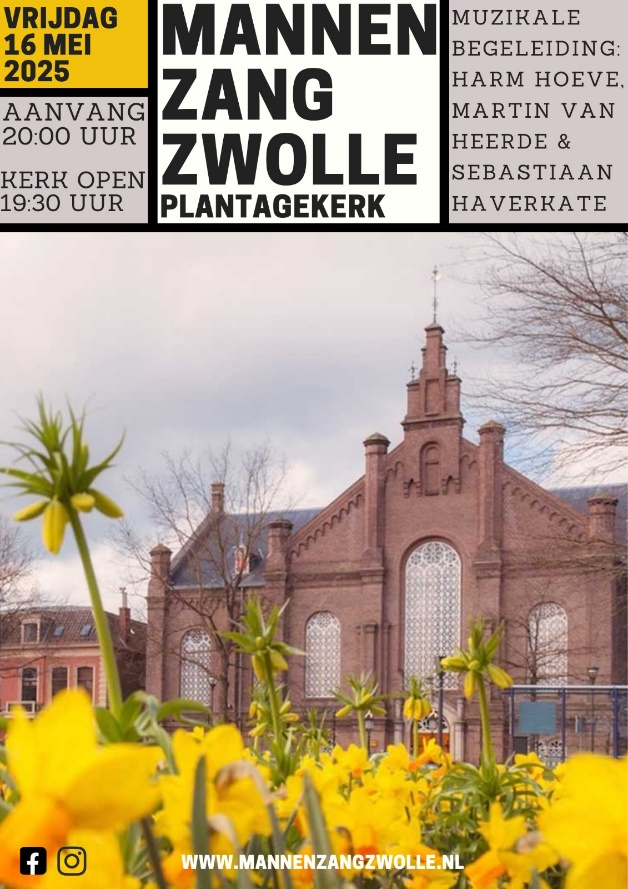 VRIJDAG
16 MEI
2025
AANVANG
20:00 UUR
KERK OPEN
19:30 UUR
MANNEN
ZANG
ZWOLLE
PLANTAGEKERK
MUZIKALE
BEGELEIDING:
HARM HOEVE,
MARTIN VAN
HEERDE &
SEBASTIAAN
HAVERKATE
WWW.MANNENZANGZWOLLE.NL